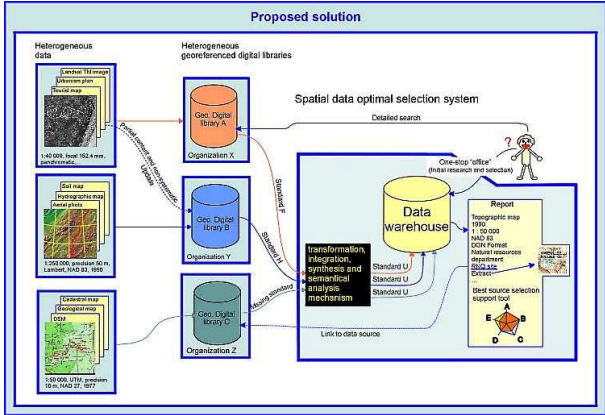 Proposed solution
Heterogeneous
data
Heterogeneous
georeferenced digital libraries
Landsat TM image
Urbanism plan
Tourist map
1:40 000, focal 152,4 mm,
panchromatic,
Geo. Digital
library A
Organization X
Partial content and non-systematic
Update
Spatial data optimal selection system
Detailed search
?
One-stop "office"
(Initial research and selection)
Soil map
Hydrographic map
Aerial photo
1:250 000, precision 50 m,
Lambert, NAD 83, 1990
Geo. Digital
library B
Organization Y
Standard F
Standard H
Missing standard
transformation,
integration,
synthesis and
semantical
analysis
mechanism
Data
warehouse
Standard U
Standard U
Standard U
Report
Topographic map
1990
1 : 50 000
NAD 83
DGN Format
Natural resources
department
RNO site
Extract
...
Best source selection
support tool
A
B
C
D
E
Link to data source
Cadastral map
Geological map
DEM
1:50 000, UTM, precision
10 m, NAD 27, 1977
Geo. Digital
library C
Organization Z